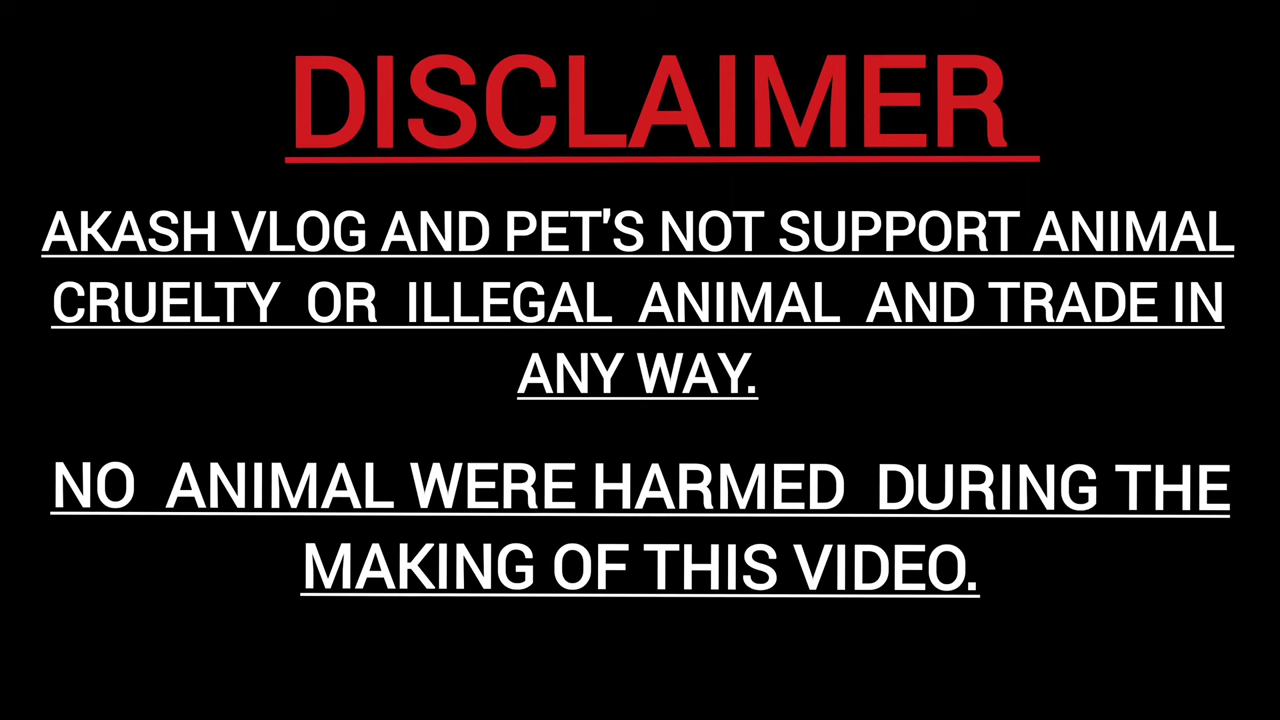 DISCLAIMER
AKASH VLOG AND PET'S NOT SUPPORT ANIMAL
CRUELTY OR ILLEGAL ANIMAL AND TRADE IN
ANY WAY.
NO ANIMAL WERE HARMED DURING THE
MAKING OF THIS VIDEO.